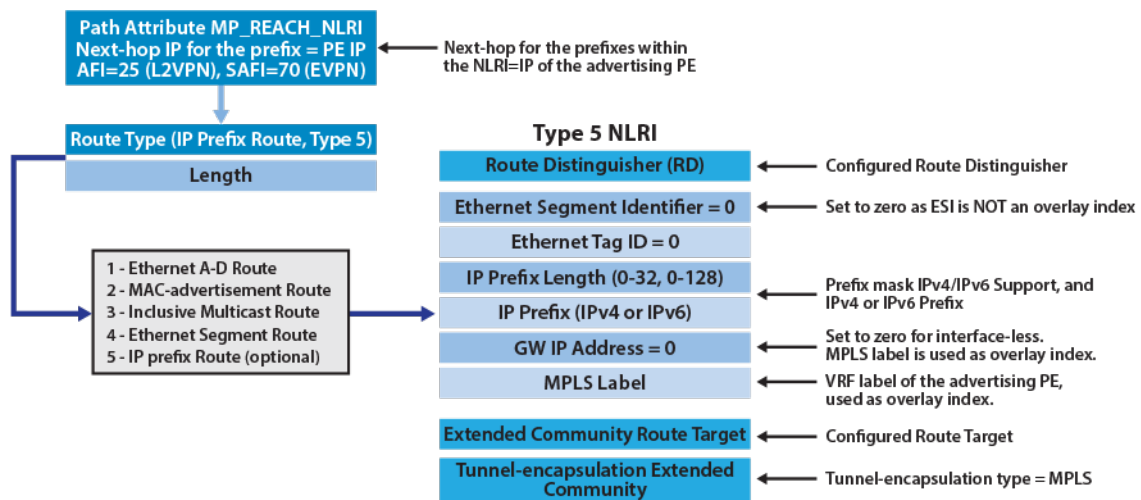 Path Attribute MP_REACH_NLRI
Next-hop IP for the prefix = PE IP
AFI=25 (L2VPN), SAFI=70 (EVPN)
Next-hop for the prefixes within
the NLRI=IP of the advertising PE
Route Type (IP Prefix Route, Type 5)
Length
1 - Ethernet A-D Route
2 - MAC-advertisement Route
3 - Inclusive Multicast Route
4 - Ethernet Segment Route
5 - IP prefix Route (optional)
Type 5 NLRI
Route Distinguisher (RD)
Configured Route Distinguisher
Ethernet Segment Identifier = 0
Set to zero as ESI is NOT an overlay index
Ethernet Tag ID = 0
IP Prefix Length (0-32, 0-128)
IP Prefix (IPv4 or IPv6)
Prefix mask IPv4/IPv6 Support, and
IPv4 or IPv6 Prefix
GW IP Address = 0
Set to zero for interface-less.
MPLS label is used as overlay index.
MPLS Label
VRF label of the advertising PE,
used as overlay index.
Extended Community Route Target
Configured Route Target
Tunnel-encapsulation Extended
Community
Tunnel-encapsulation type = MPLS